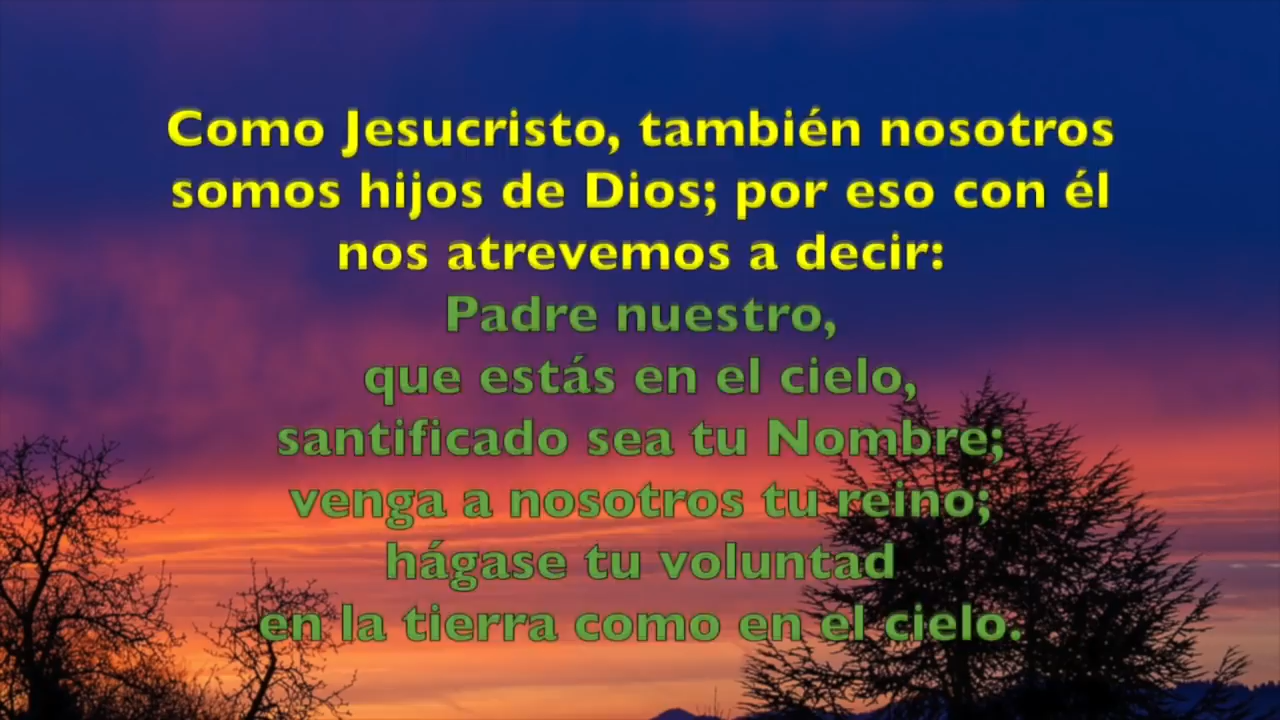 Como Jesucristo, también nosotros
somos hijos de Dios; por eso con él
nos atrevemos a decir:
Padre nuestro,
que estás en el cielo,
santificado sea tu Nombre;
venga a nosotros tu reino;
hágase tu voluntad
en la tierra como en el cielo.